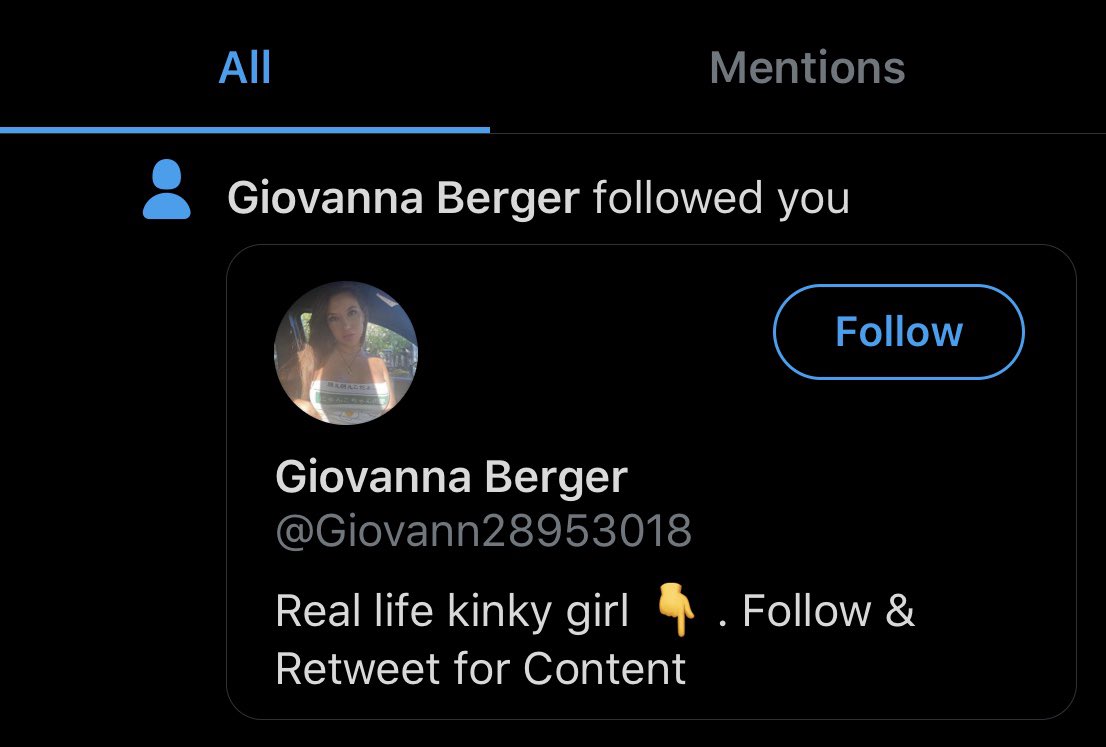 All
Mentions
Giovanna Berger followed you
Follow
Giovanna Berger
@Giovann28953018
Real life kinky girl 👇 . Follow &
Retweet for Content